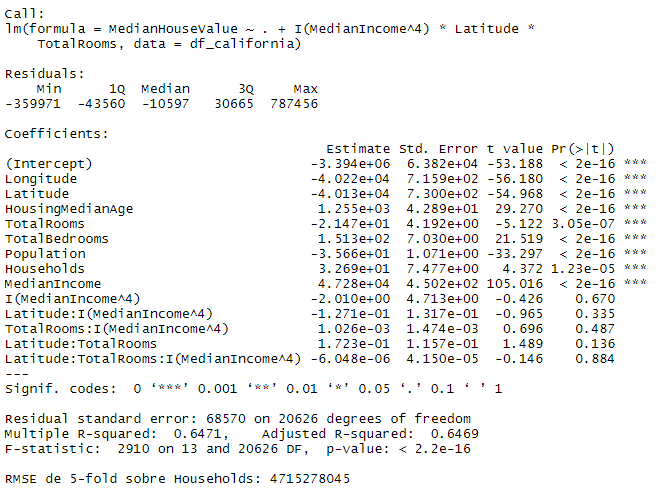 Call:
lm(formula = MedianHouseValue ~ . + I(MedianIncome^4) * Latitude *
    TotalRooms, data = df_california)

Residuals:
    Min      1Q  Median      3Q     Max
-359971  -43560  -10597   30665  787456

Coefficients:
                                      Estimate Std. Error t value Pr(>|t|)
(Intercept)                         -3.394e+06  6.382e+04 -53.188  < 2e-16 ***
Longitude                           -4.022e+04  7.159e+02 -56.180  < 2e-16 ***
Latitude                            -4.013e+04  7.300e+02 -54.968  < 2e-16 ***
HousingMedianAge                     1.255e+03  4.289e+01  29.270  < 2e-16 ***
TotalRooms                          -2.147e+01  4.192e+00  -5.122 3.05e-07 ***
TotalBedrooms                        1.513e+02  7.030e+00  21.519  < 2e-16 ***
Population                          -3.566e+01  1.071e+00 -33.297  < 2e-16 ***
Households                           3.269e+01  7.477e+00   4.372 1.23e-05 ***
MedianIncome                         4.728e+04  4.502e+02 105.016  < 2e-16 ***
I(MedianIncome^4)                   -2.010e+00  4.713e+00  -0.426    0.670
Latitude:I(MedianIncome^4)          -1.271e-01  1.317e-01  -0.965    0.335
TotalRooms:I(MedianIncome^4)         1.026e-03  1.474e-03   0.696    0.487
Latitude:TotalRooms                  1.723e-01  1.157e-01   1.489    0.136
Latitude:TotalRooms:I(MedianIncome^4) -6.048e-06  4.150e-05  -0.146    0.884
---
Signif. codes:  0 ‘***’ 0.001 ‘**’ 0.01 ‘*’ 0.05 ‘.’ 0.1 ‘ ’ 1

Residual standard error: 68570 on 20626 degrees of freedom
Multiple R-squared:  0.6471,    Adjusted R-squared:  0.6469
F-statistic:  2910 on 13 and 20626 DF,  p-value: < 2.2e-16

RMSE de 5-fold sobre Households: 4715278045